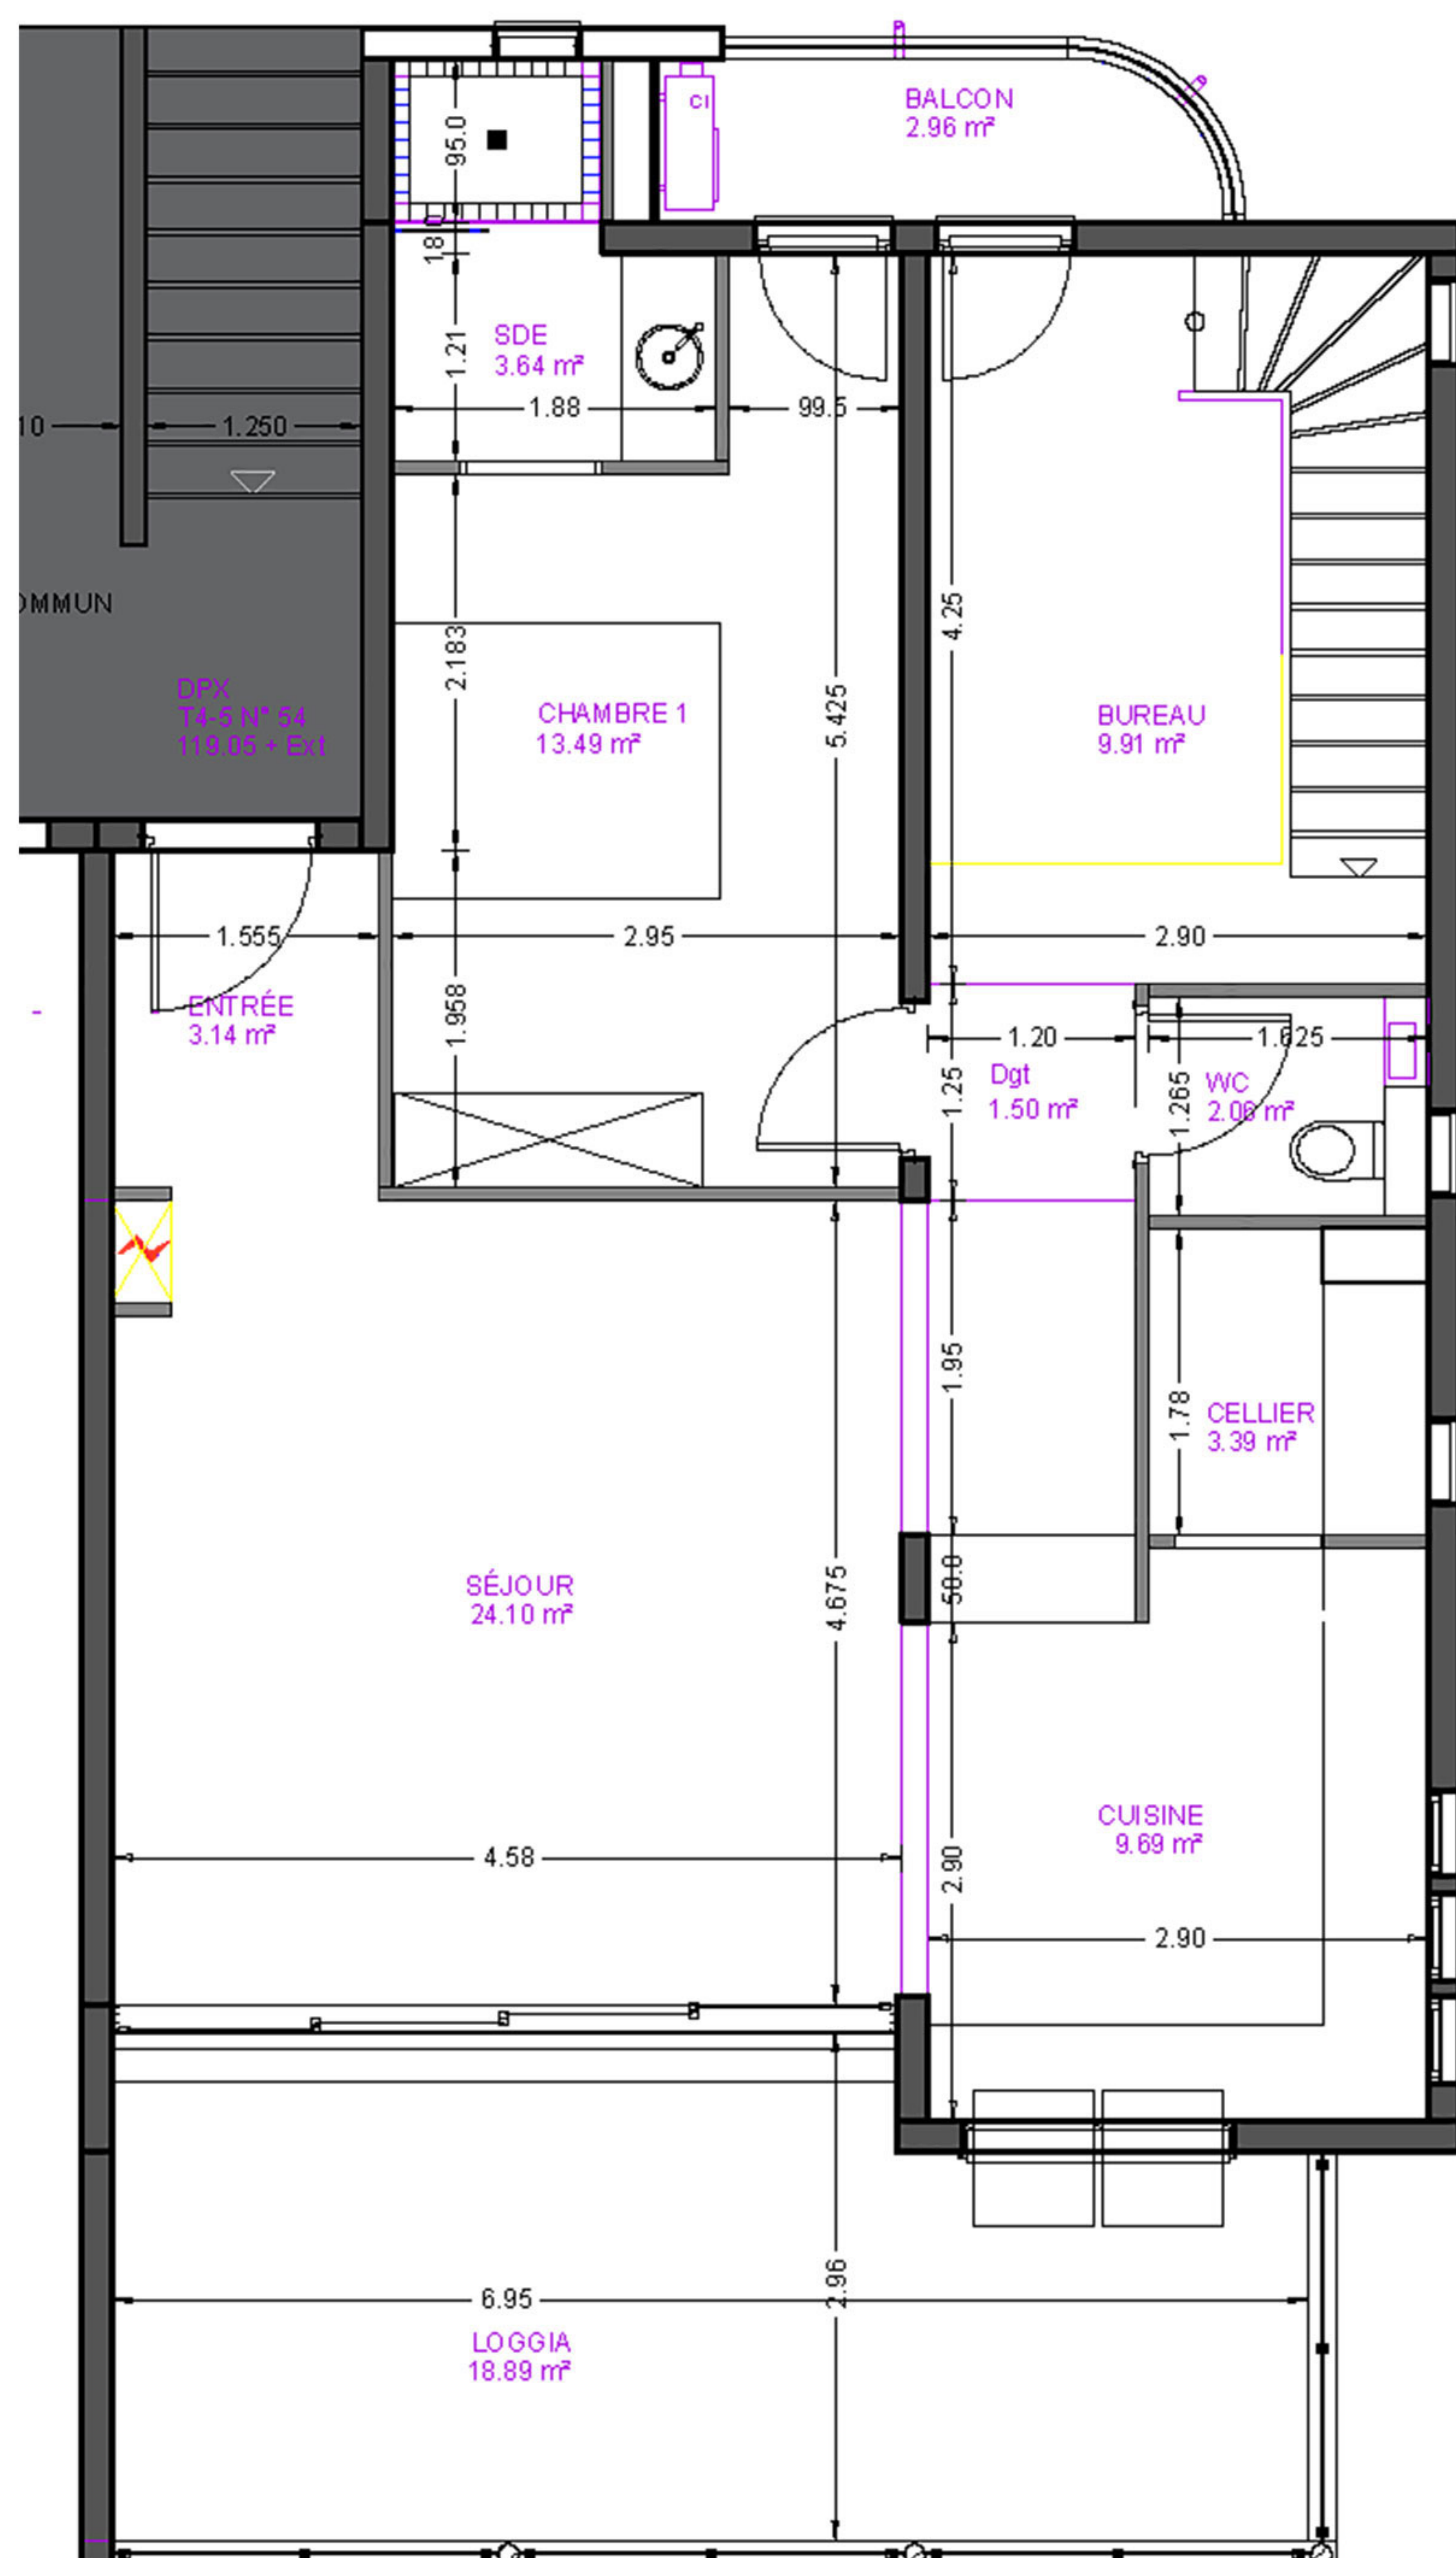 BALCON
2.96 m²
CI
95.0
18.0
SDE
3.64 m²
1.21
1.88
99.5
10
1.250
4.25
2.183
5.425
DPX
T4-5 N° 54
119.05 + Ext
CHAMBRE 1
13.49 m²
BUREAU
9.91 m²
1.555
2.95
2.90
ENTRÉE
3.14 m²
1.958
1.20
1.625
Dgt
1.50 m²
1.25
1.265
WC
2.06 m²
1.95
1.78
CELLIER
3.39 m²
50.0
SÉJOUR
24.10 m²
4.675
CUISINE
9.69 m²
4.58
2.90
2.90
2.96
6.95
LOGGIA
18.89 m²